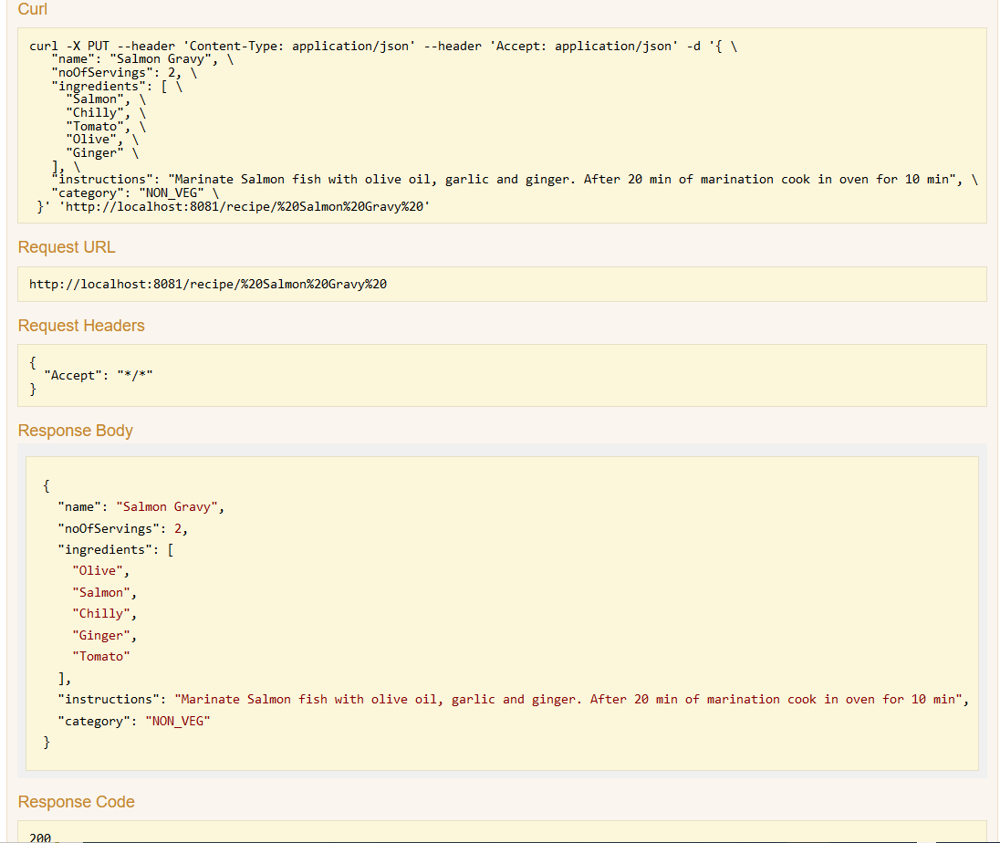 Curl
curl -X PUT --header 'Content-Type: application/json' --header 'Accept: application/json' -d '{ \
   "name": "Salmon Gravy", \
   "noOfServings": 2, \
   "ingredients": [ \
     "Salmon", \
     "Chilly", \
     "Tomato", \
     "Olive", \
     "Ginger" \
   ], \
   "instructions": "Marinate Salmon fish with olive oil, garlic and ginger. After 20 min of marination cook in oven for 10 min", \
   "category": "NON_VEG" \
 }' 'http://localhost:8081/recipe/%20Salmon%20Gravy%20'
Request URL
http://localhost:8081/recipe/%20Salmon%20Gravy%20
Request Headers
{
  "Accept": "*/*"
}
Response Body
{
  "name": "Salmon Gravy",
  "noOfServings": 2,
  "ingredients": [
    "Olive",
    "Salmon",
    "Chilly",
    "Ginger",
    "Tomato"
  ],
  "instructions": "Marinate Salmon fish with olive oil, garlic and ginger. After 20 min of marination cook in oven for 10 min",
  "category": "NON_VEG"
}
Response Code
200